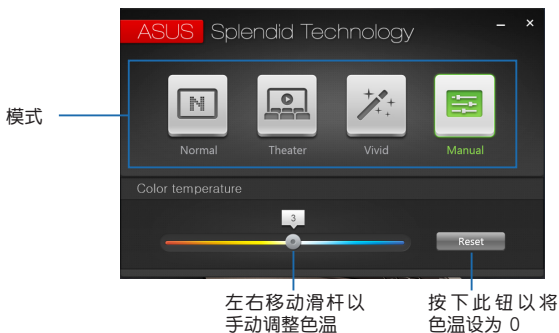 ASUS Splendid Technology
模式
Normal
Theater
Vivid
Manual
Color temperature
3
Reset
左右移动滑杆以
手动调整色温
按下此钮以将
色温设为 0